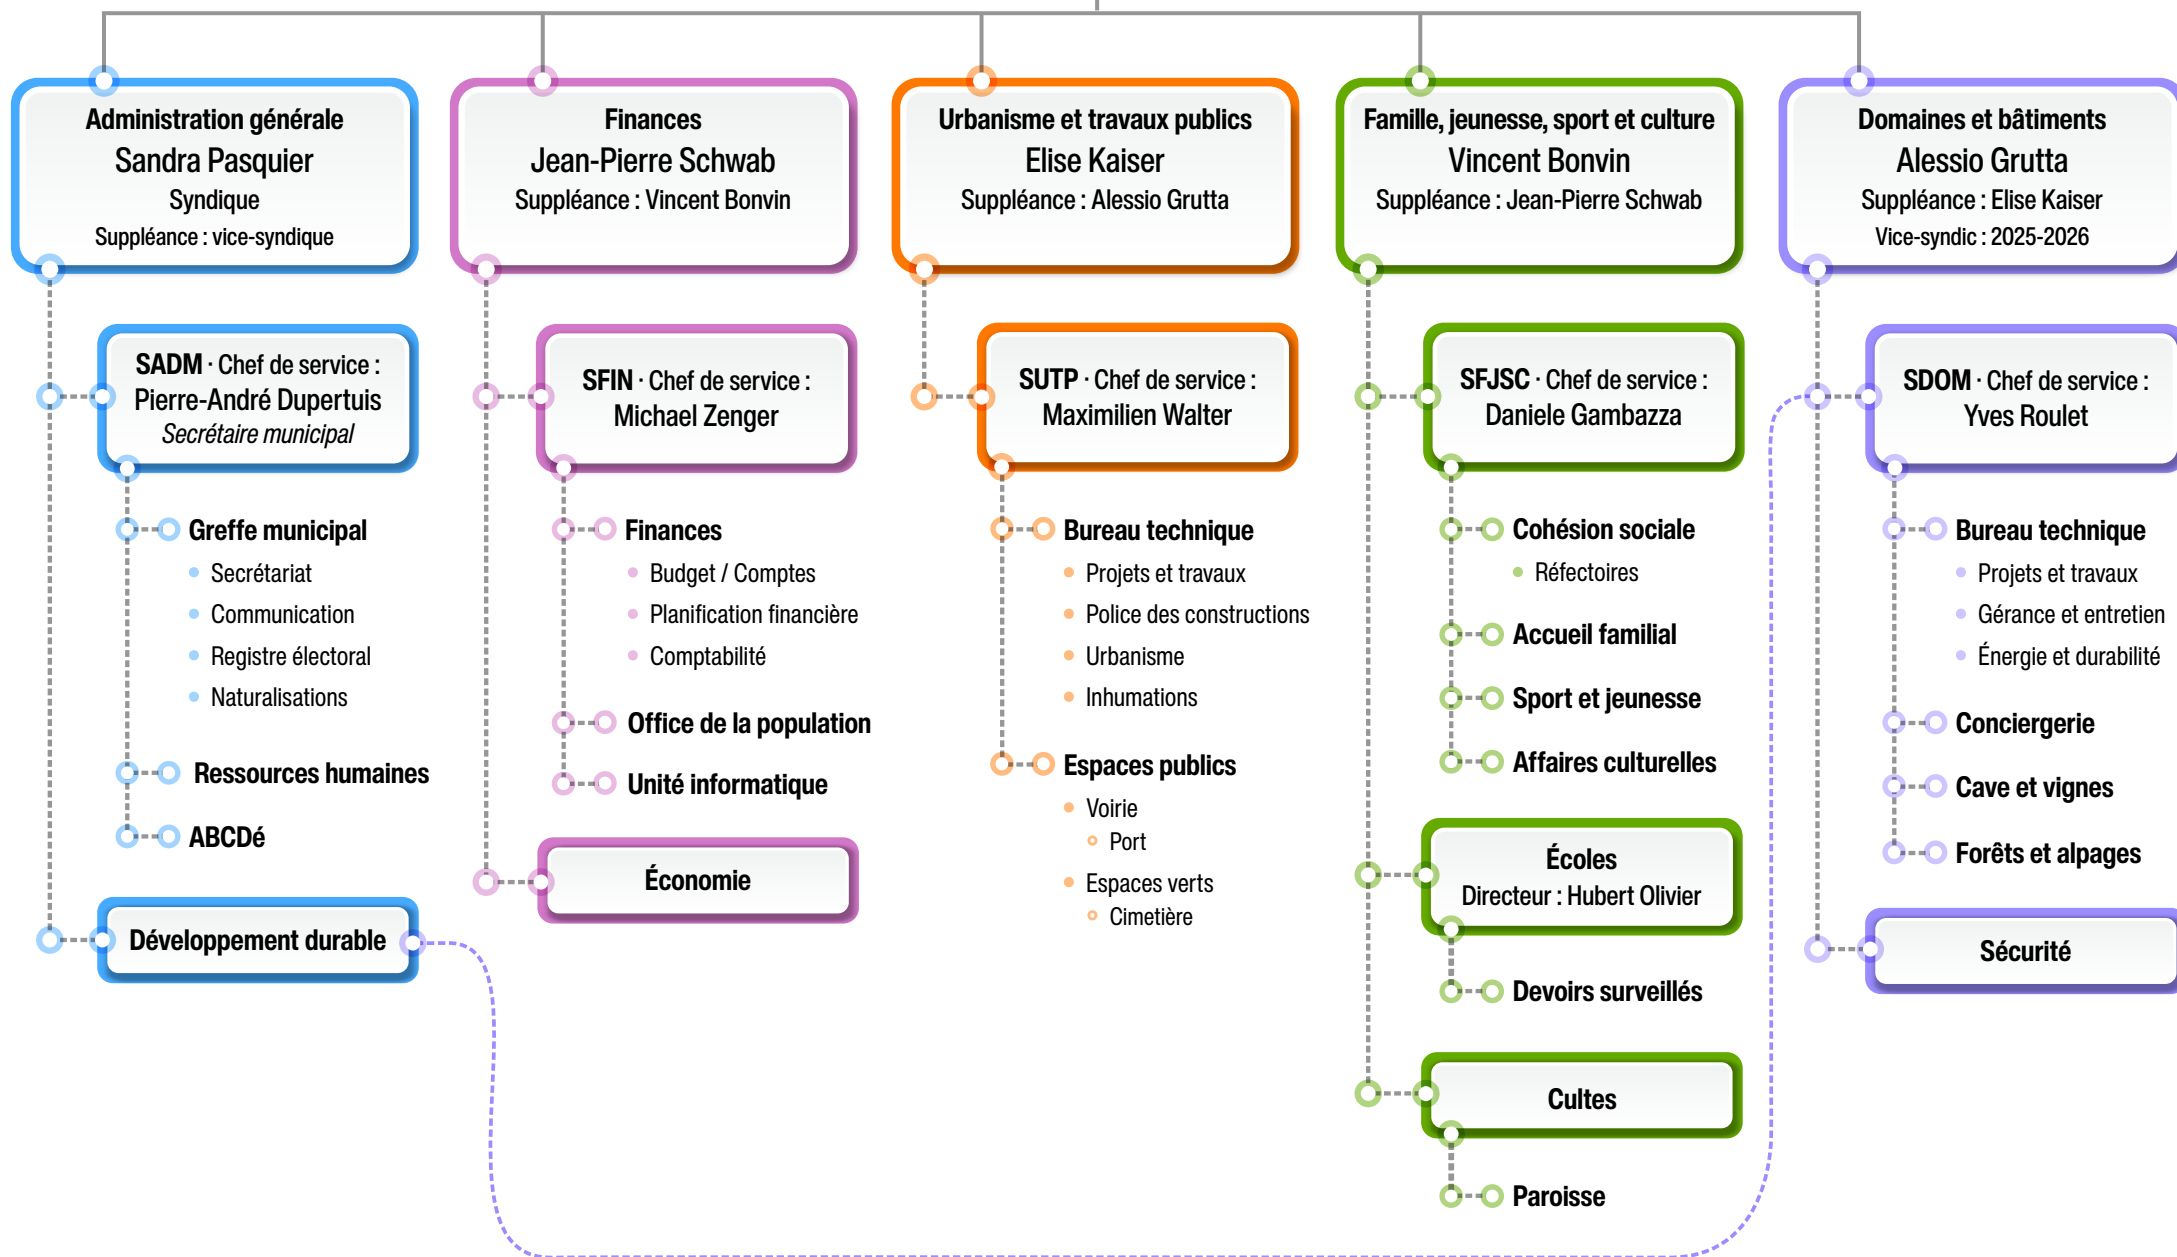 Administration générale
Sandra Pasquier
Syndique
Suppléance : vice-syndique
SADM · Chef de service :
Pierre-André Dupertuis
Secrétaire municipal
Greffe municipal
Secrétariat
Communication
Registre électoral
Naturalisations
Ressources humaines
ABCDé
Développement durable
Finances
Jean-Pierre Schwab
Suppléance : Vincent Bonvin
SFIN · Chef de service :
Michael Zenger
Finances
Budget / Comptes
Planification financière
Comptabilité
Office de la population
Unité informatique
Économie
Urbanisme et travaux publics
Elise Kaiser
Suppléance : Alessio Grutta
SUTP · Chef de service :
Maximilien Walter
Bureau technique
Projets et travaux
Police des constructions
Urbanisme
Inhumations
Espaces publics
Voirie
Port
Espaces verts
Cimetière
Famille, jeunesse, sport et culture
Vincent Bonvin
Suppléance : Jean-Pierre Schwab
SFJSC · Chef de service :
Daniele Gambazza
Cohésion sociale
Réfectoires
Accueil familial
Sport et jeunesse
Affaires culturelles
Écoles
Directeur : Hubert Olivier
Devoirs surveillés
Cultes
Paroisse
Domaines et bâtiments
Alessio Grutta
Suppléance : Elise Kaiser
Vice-syndic : 2025-2026
SDOM · Chef de service :
Yves Roulet
Bureau technique
Projets et travaux
Gérance et entretien
Énergie et durabilité
Conciergerie
Cave et vignes
Forêts et alpages
Sécurité